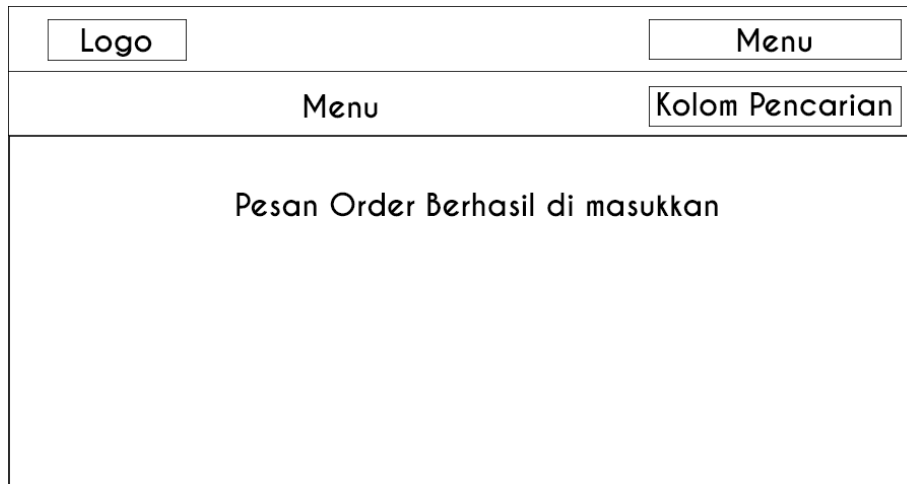 Logo
Menu
Menu
Kolom Pencarian
Pesan Order Berhasil di masukkan